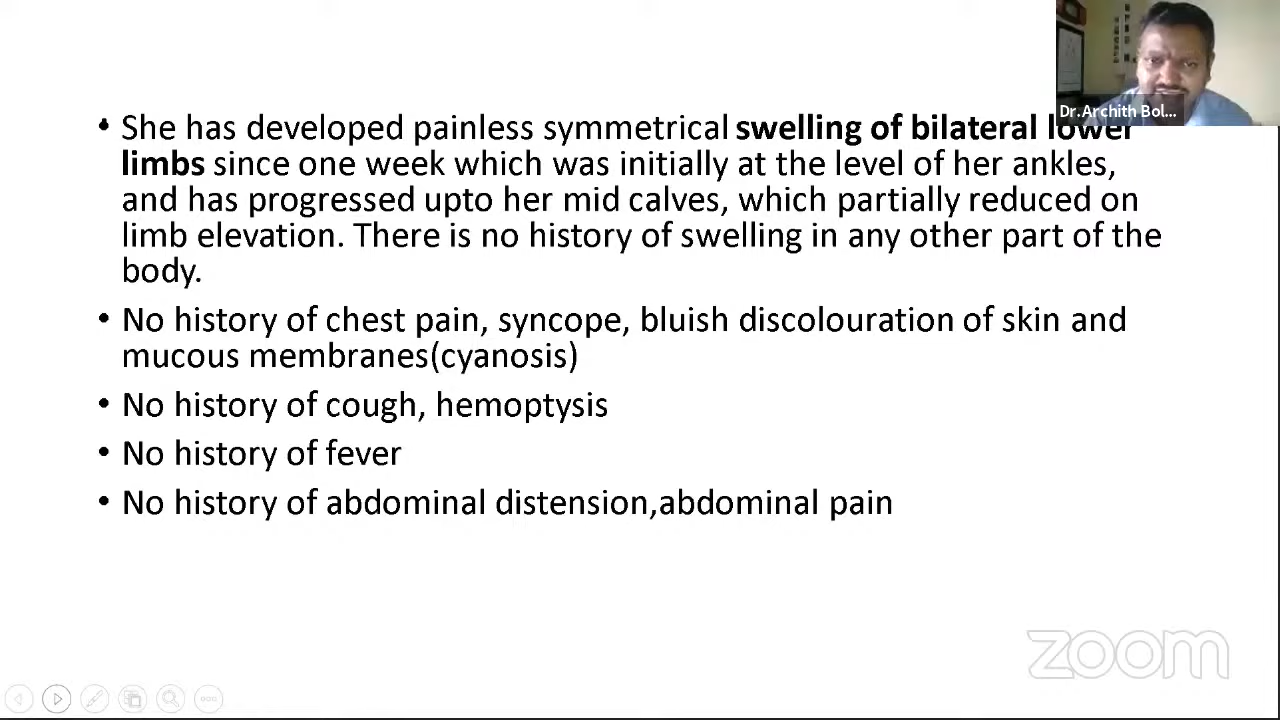 Dr.Archith Bol...
• She has developed painless symmetrical swelling of bilateral lower
limbs since one week which was initially at the level of her ankles,
and has progressed upto her mid calves, which partially reduced on
limb elevation. There is no history of swelling in any other part of the
body.
• No history of chest pain, syncope, bluish discolouration of skin and
mucous membranes(cyanosis)
• No history of cough, hemoptysis
• No history of fever
• No history of abdominal distension,abdominal pain
zoom